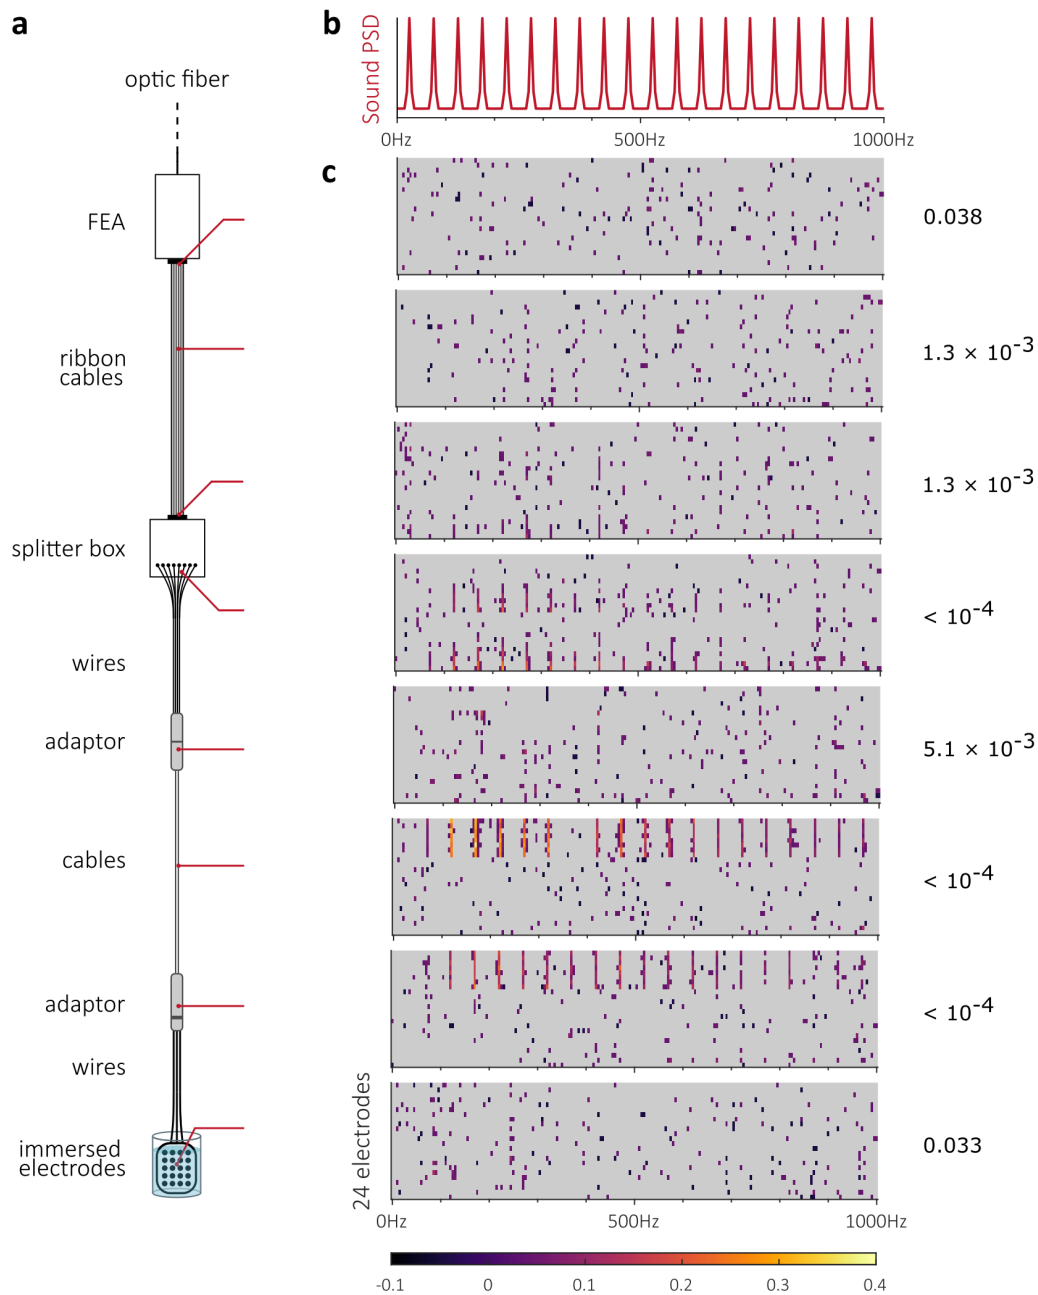 a
optic fiber
FEA
ribbon
cables
splitter box
wires
adaptor
cables
adaptor
wires
immersed
electrodes
b
Sound PSD
0Hz
500Hz
1000Hz
c
0.038
1.3 × 10⁻³
1.3 × 10⁻³
< 10⁻⁴
5.1 × 10⁻³
< 10⁻⁴
< 10⁻⁴
0.033
24 electrodes
0Hz
500Hz
1000Hz
-0.1
0
0.1
0.2
0.3
0.4